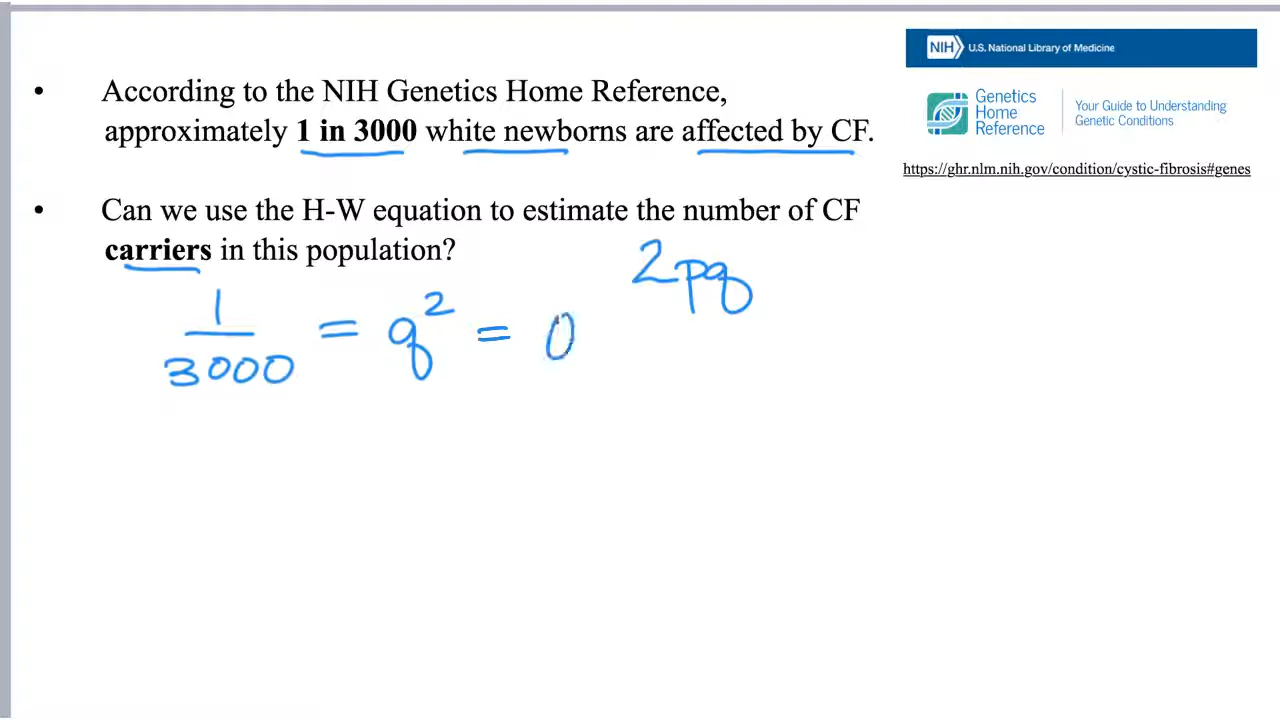 • According to the NIH Genetics Home Reference,
approximately 1 in 3000 white newborns are affected by CF.
NIH U.S. National Library of Medicine
Genetics
Home
Reference
Your Guide to Understanding
Genetic Conditions
https://ghr.nlm.nih.gov/condition/cystic-fibrosis#genes
• Can we use the H-W equation to estimate the number of CF
carriers in this population?
2pq
1/3000 = q² = 0